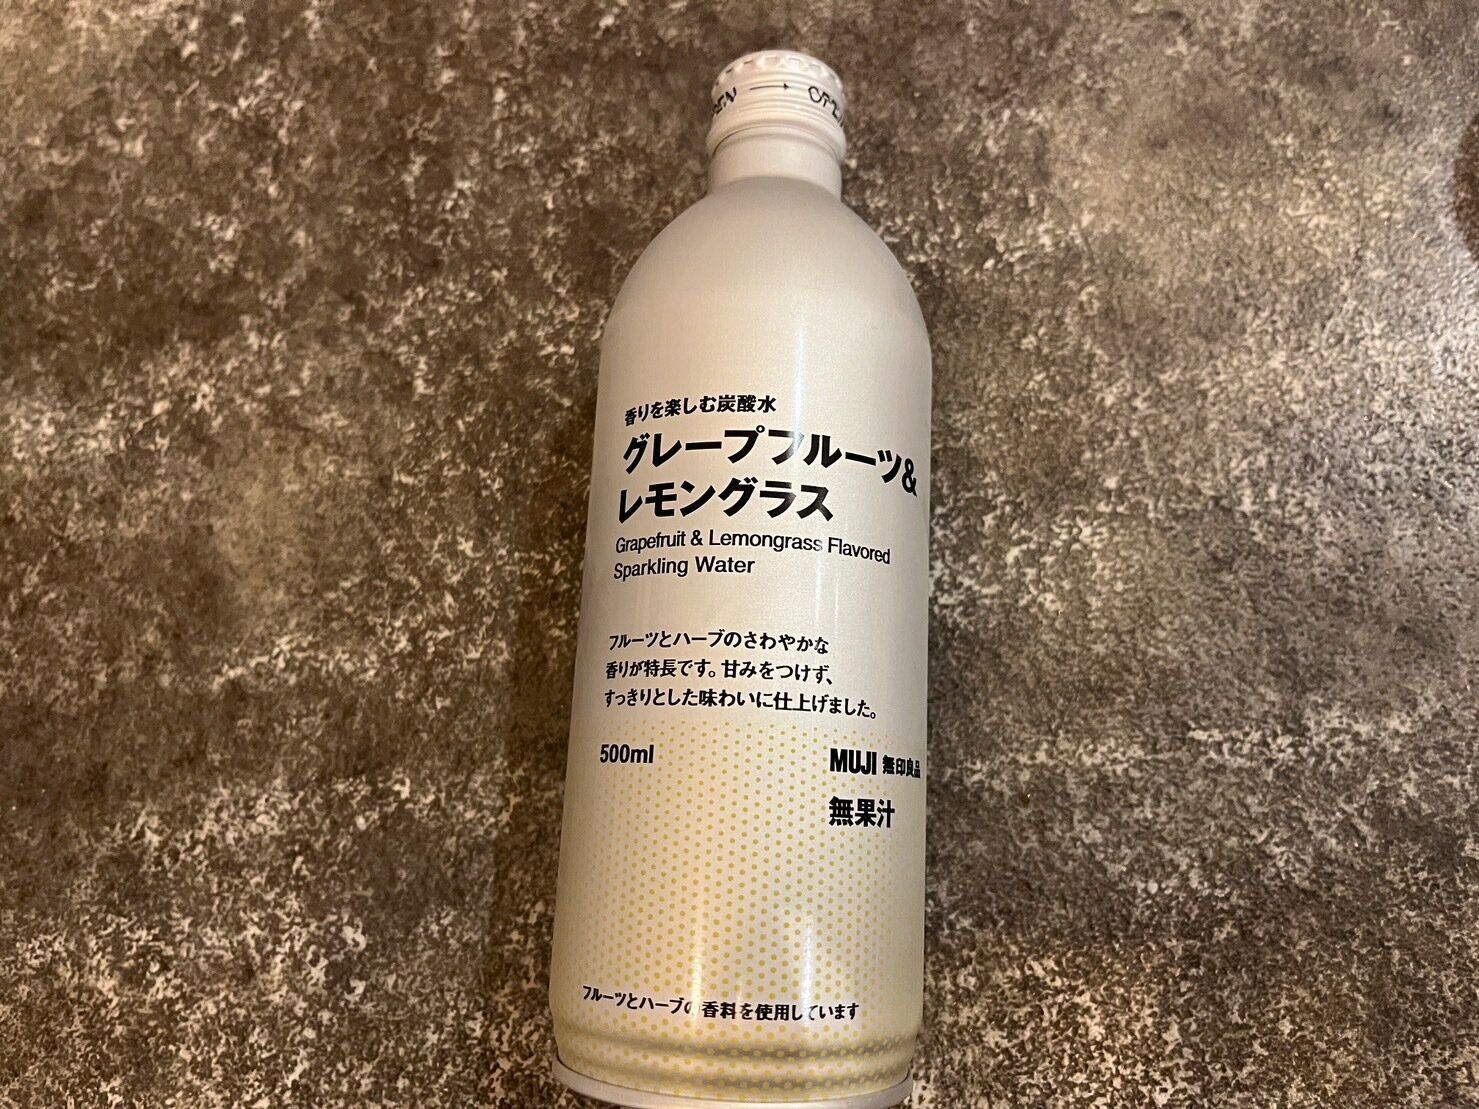 OPEN → OPEN
香りを楽しむ炭酸水
グレープフルーツ&
レモングラス
Grapefruit & Lemongrass Flavored
Sparkling Water
フルーツとハーブのさわやかな
香りが特長です。甘みをつけず、
すっきりとした味わいに仕上げました。
500ml
MUJI 無印良品
無果汁
フルーツとハーブの香料を使用しています